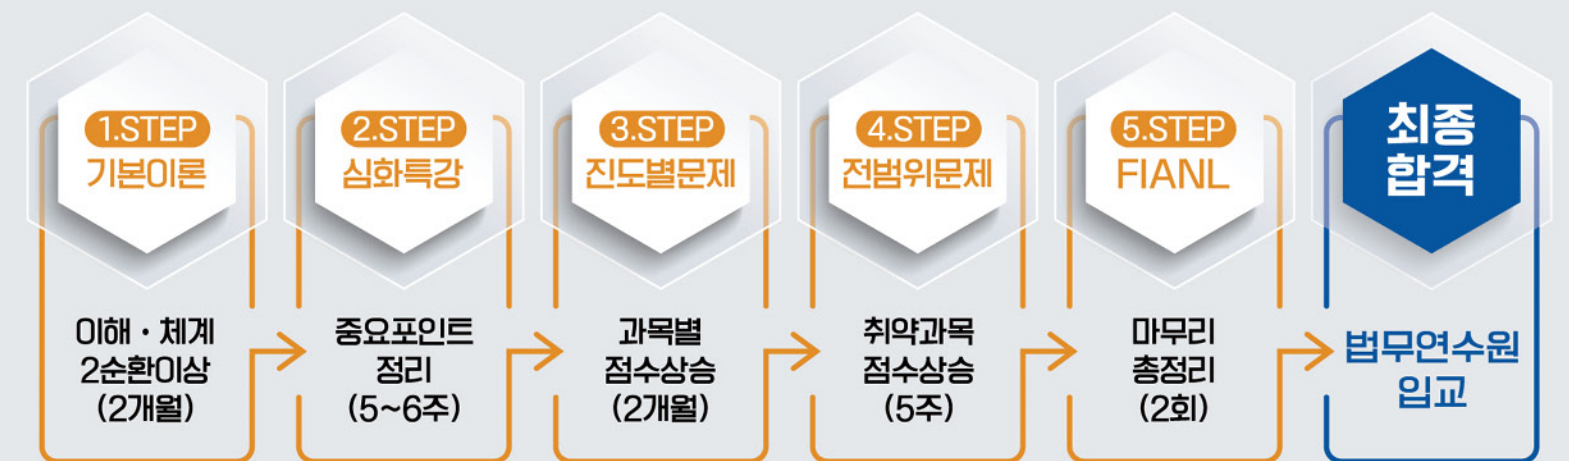 1.STEP
기본이론
이해 · 체계
2순환이상
(2개월)
2.STEP
심화특강
중요포인트
정리
(5~6주)
3.STEP
진도별문제
과목별
점수상승
(2개월)
4.STEP
전범위문제
취약과목
점수상승
(5주)
5.STEP
FIANL
마무리
총정리
(2회)
최종
합격
법무연수원
입교